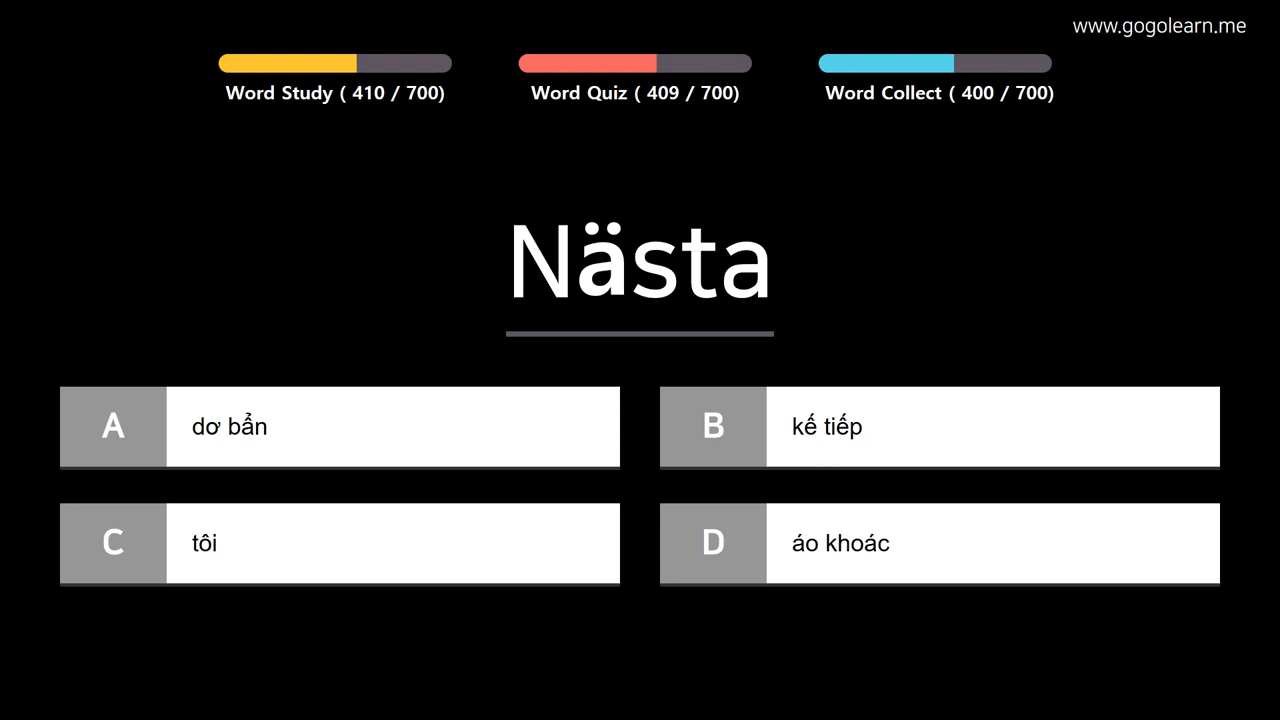 www.gogolearn.me
Word Study ( 410 / 700)
Word Quiz ( 409 / 700)
Word Collect ( 400 / 700)
Nästa
A dơ bẩn
B kế tiếp
C tôi
D áo khoác